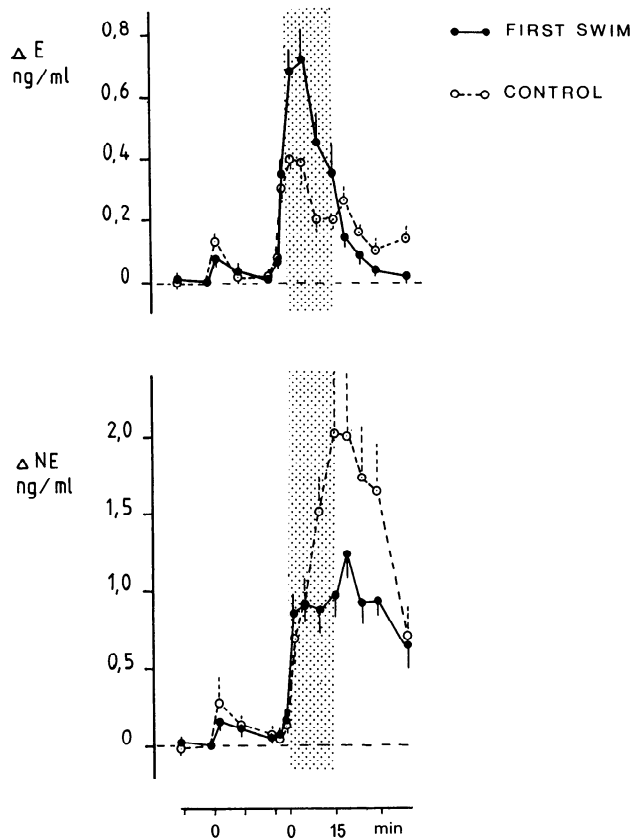 FIRST SWIM
CONTROL
Δ E
ng/ml
0,8
0,6
0,4
0,2
0
Δ NE
ng/ml
2,0
1,5
1,0
0,5
0
0 0 15 min